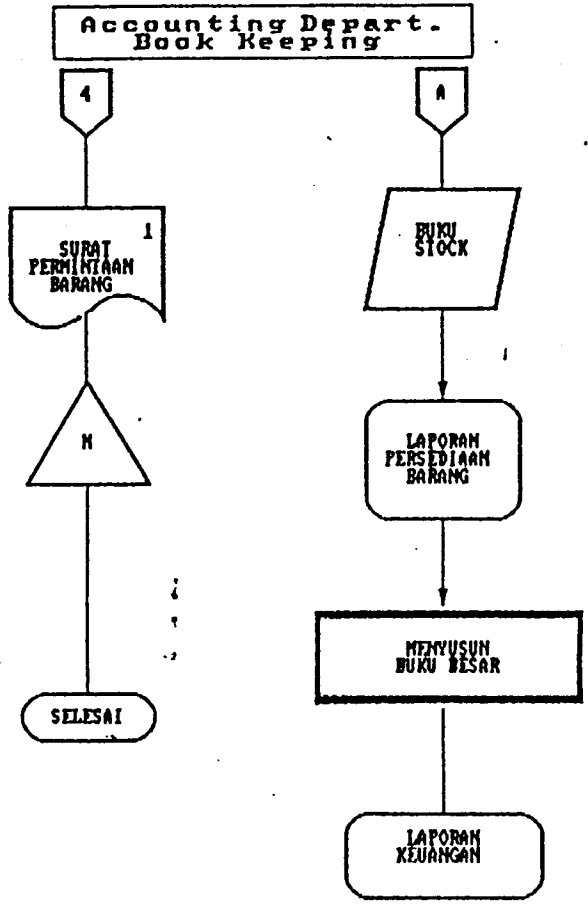 Accounting Depart.
Book Keeping
4
1
SURAT
PERMINTAAN
BARANG
N
SELESAI
A
BUKU
STOCK
LAPORAN
PERSEDIAAN
BARANG
MENYUSUN
BUKU BESAR
LAPORAN
KEUANGAN